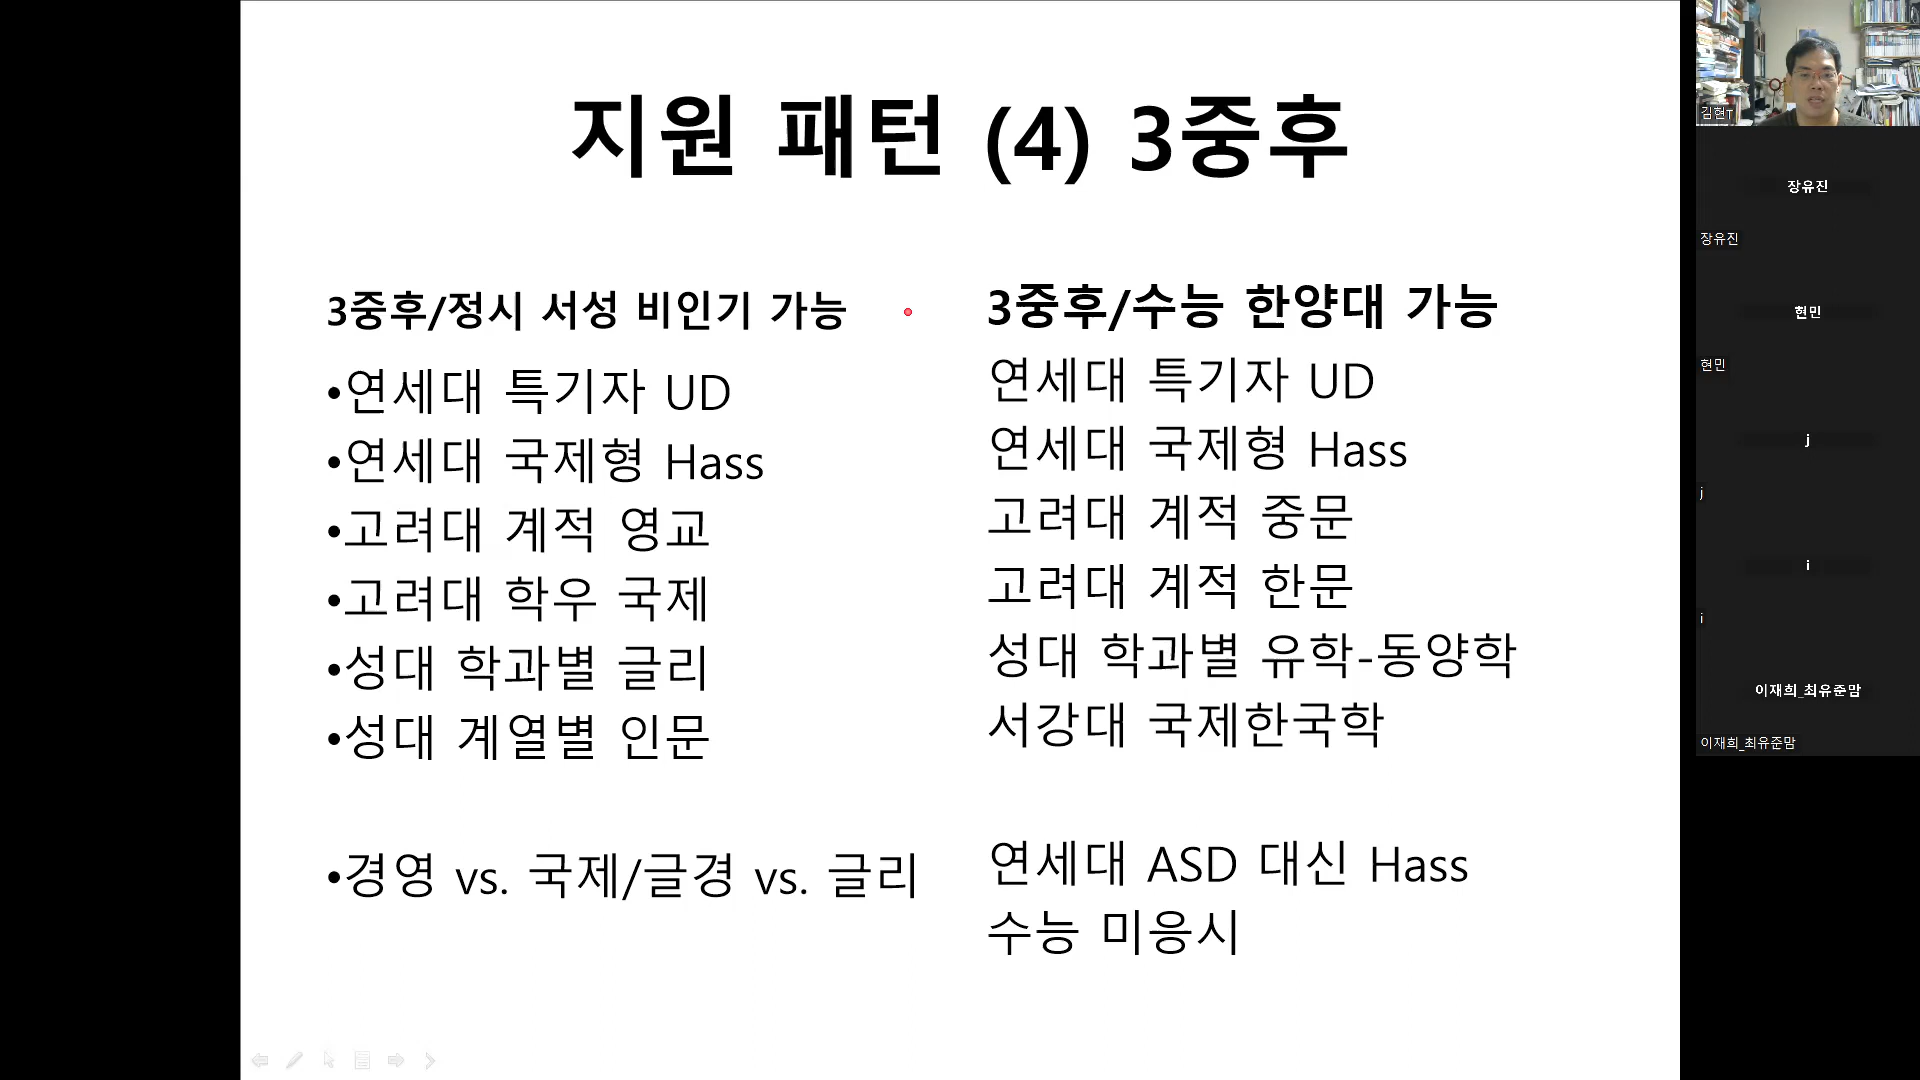 지원 패턴 (4) 3중후
3중후/정시 서성 비인기 가능
•연세대 특기자 UD
•연세대 국제형 Hass
•고려대 계적 영교
•고려대 학우 국제
•성대 학과별 글리
•성대 계열별 인문
•경영 vs. 국제/글경 vs. 글리
3중후/수능 한양대 가능
연세대 특기자 UD
연세대 국제형 Hass
고려대 계적 중문
고려대 계적 한문
성대 학과별 유학-동양학
서강대 국제한국학
연세대 ASD 대신 Hass
수능 미응시
김현T
장유진
장유진
현민
현민
j
j
i
i
이재희_최유준맘
이재희_최유준맘